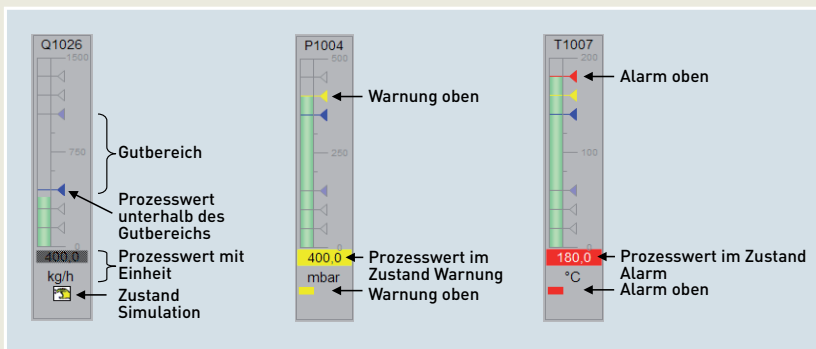 Q1026
1500
750
0
400,0
kg/h
Gutbereich
Prozesswert
unterhalb des
Gutbereichs
Prozesswert mit
Einheit
Zustand
Simulation
P1004
500
250
0
400,0
mbar
Warnung oben
Prozesswert im
Zustand Warnung
Warnung oben
T1007
200
100
0
180,0
°C
Alarm oben
Prozesswert im Zustand
Alarm
Alarm oben